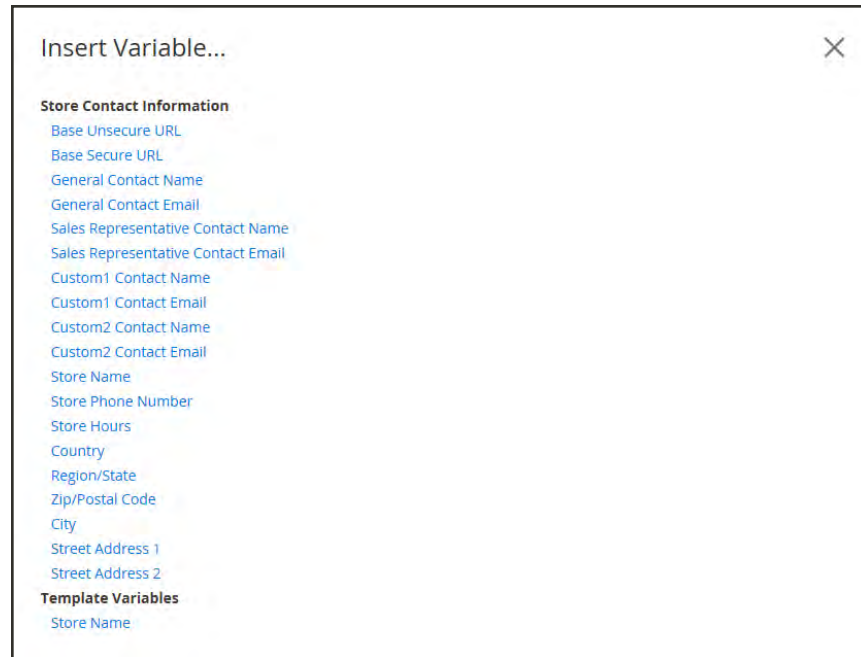 Insert Variable...
Store Contact Information
Base Unsecure URL
Base Secure URL
General Contact Name
General Contact Email
Sales Representative Contact Name
Sales Representative Contact Email
Custom1 Contact Name
Custom1 Contact Email
Custom2 Contact Name
Custom2 Contact Email
Store Name
Store Phone Number
Store Hours
Country
Region/State
Zip/Postal Code
City
Street Address 1
Street Address 2
Template Variables
Store Name